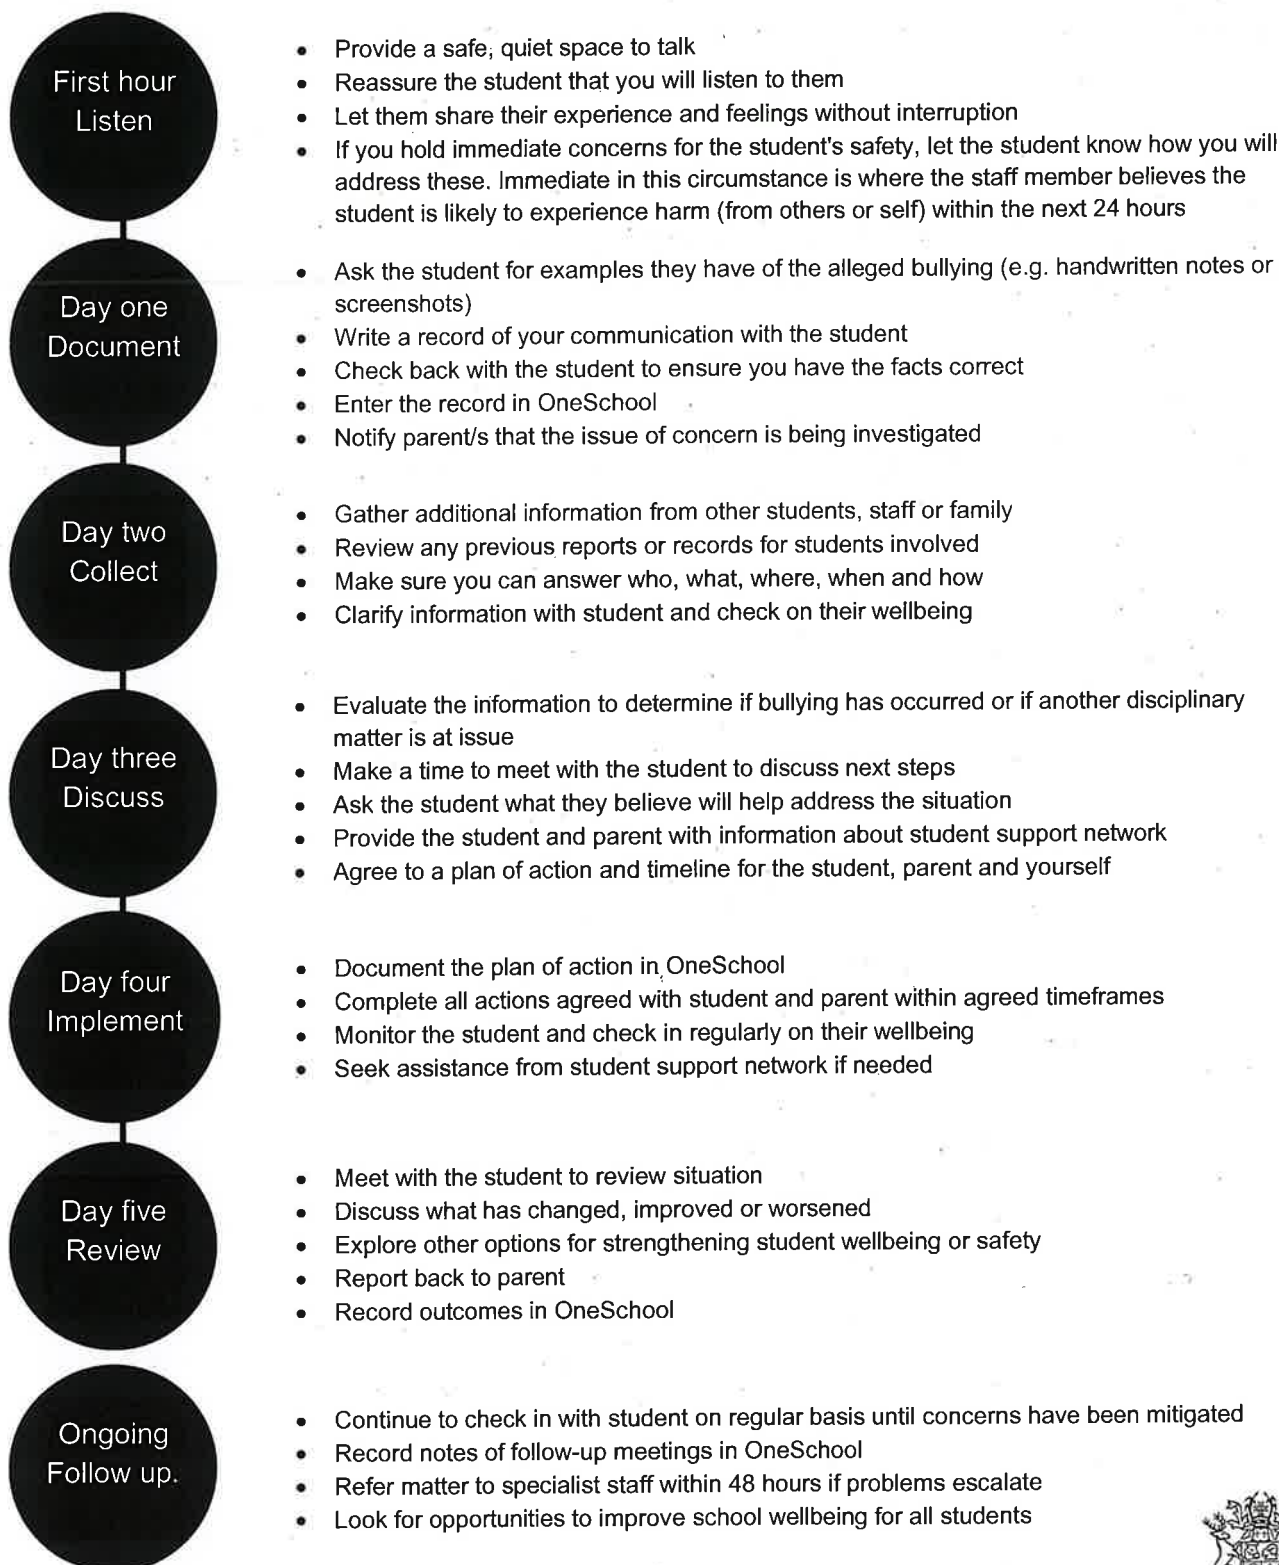 First hour
Listen
• Provide a safe, quiet space to talk
• Reassure the student that you will listen to them
• Let them share their experience and feelings without interruption
• If you hold immediate concerns for the student's safety, let the student know how you will
address these. Immediate in this circumstance is where the staff member believes the
student is likely to experience harm (from others or self) within the next 24 hours
Day one
Document
• Ask the student for examples they have of the alleged bullying (e.g. handwritten notes or
screenshots)
• Write a record of your communication with the student
• Check back with the student to ensure you have the facts correct
• Enter the record in OneSchool
• Notify parent/s that the issue of concern is being investigated
Day two
Collect
• Gather additional information from other students, staff or family
• Review any previous reports or records for students involved
• Make sure you can answer who, what, where, when and how
• Clarify information with student and check on their wellbeing
Day three
Discuss
• Evaluate the information to determine if bullying has occurred or if another disciplinary
matter is at issue
• Make a time to meet with the student to discuss next steps
• Ask the student what they believe will help address the situation
• Provide the student and parent with information about student support network
• Agree to a plan of action and timeline for the student, parent and yourself
Day four
Implement
• Document the plan of action in OneSchool
• Complete all actions agreed with student and parent within agreed timeframes
• Monitor the student and check in regularly on their wellbeing
• Seek assistance from student support network if needed
Day five
Review
• Meet with the student to review situation
• Discuss what has changed, improved or worsened
• Explore other options for strengthening student wellbeing or safety
• Report back to parent
• Record outcomes in OneSchool
Ongoing
Follow up.
• Continue to check in with student on regular basis until concerns have been mitigated
• Record notes of follow-up meetings in OneSchool
• Refer matter to specialist staff within 48 hours if problems escalate
• Look for opportunities to improve school wellbeing for all students